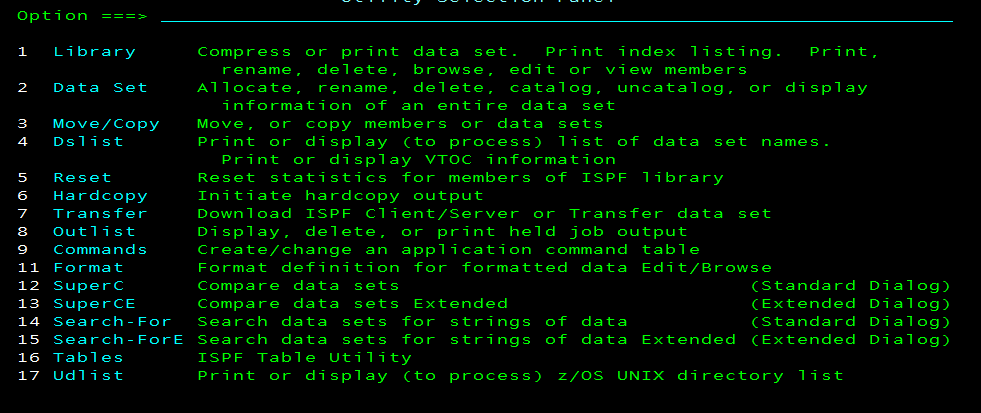 Utility Selection Panel
Option ===>
1 Library Compress or print data set. Print index listing. Print,
rename, delete, browse, edit or view members
2 Data Set Allocate, rename, delete, catalog, uncatalog, or display
information of an entire data set
3 Move/Copy Move, or copy members or data sets
4 Dslist Print or display (to process) list of data set names.
Print or display VTOC information
5 Reset Reset statistics for members of ISPF library
6 Hardcopy Initiate hardcopy output
7 Transfer Download ISPF Client/Server or Transfer data set
8 Outlist Display, delete, or print held job output
9 Commands Create/change an application command table
11 Format Format definition for formatted data Edit/Browse
12 SuperC Compare data sets (Standard Dialog)
13 SuperCE Compare data sets Extended (Extended Dialog)
14 Search-For Search data sets for strings of data (Standard Dialog)
15 Search-ForE Search data sets for strings of data Extended (Extended Dialog)
16 Tables ISPF Table Utility
17 Udlist Print or display (to process) z/OS UNIX directory list